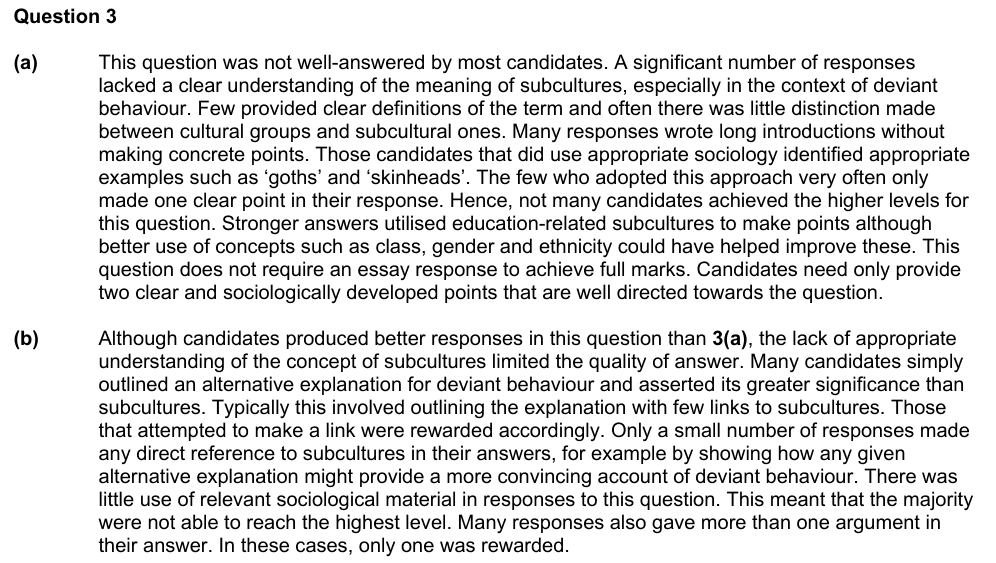 Question 3
(a) This question was not well-answered by most candidates. A significant number of responses
lacked a clear understanding of the meaning of subcultures, especially in the context of deviant
behaviour. Few provided clear definitions of the term and often there was little distinction made
between cultural groups and subcultural ones. Many responses wrote long introductions without
making concrete points. Those candidates that did use appropriate sociology identified appropriate
examples such as ‘goths’ and ‘skinheads’. The few who adopted this approach very often only
made one clear point in their response. Hence, not many candidates achieved the higher levels for
this question. Stronger answers utilised education-related subcultures to make points although
better use of concepts such as class, gender and ethnicity could have helped improve these. This
question does not require an essay response to achieve full marks. Candidates need only provide
two clear and sociologically developed points that are well directed towards the question.
(b) Although candidates produced better responses in this question than 3(a), the lack of appropriate
understanding of the concept of subcultures limited the quality of answer. Many candidates simply
outlined an alternative explanation for deviant behaviour and asserted its greater significance than
subcultures. Typically this involved outlining the explanation with few links to subcultures. Those
that attempted to make a link were rewarded accordingly. Only a small number of responses made
any direct reference to subcultures in their answers, for example by showing how any given
alternative explanation might provide a more convincing account of deviant behaviour. There was
little use of relevant sociological material in responses to this question. This meant that the majority
were not able to reach the highest level. Many responses also gave more than one argument in
their answer. In these cases, only one was rewarded.